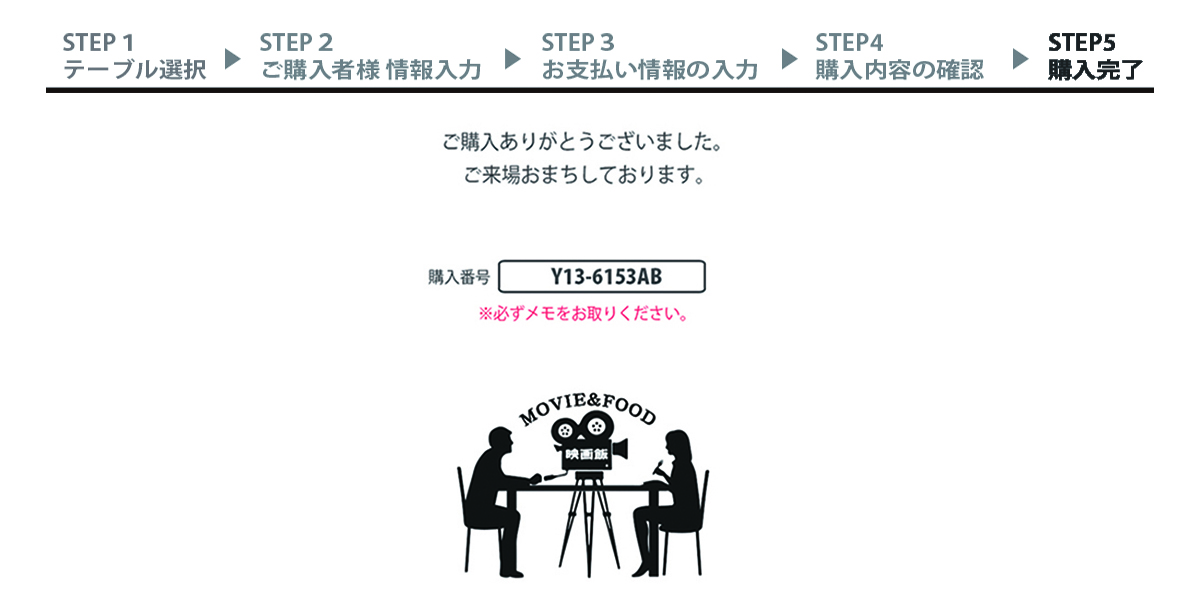 STEP 1
テーブル選択
STEP 2
ご購入者様 情報入力
STEP 3
お支払い情報の入力
STEP4
購入内容の確認
STEP5
購入完了
ご購入ありがとうございました。
ご来場おまちしております。
購入番号 Y13-6153AB
※必ずメモをお取りください。
MOVIE&FOOD
映画飯